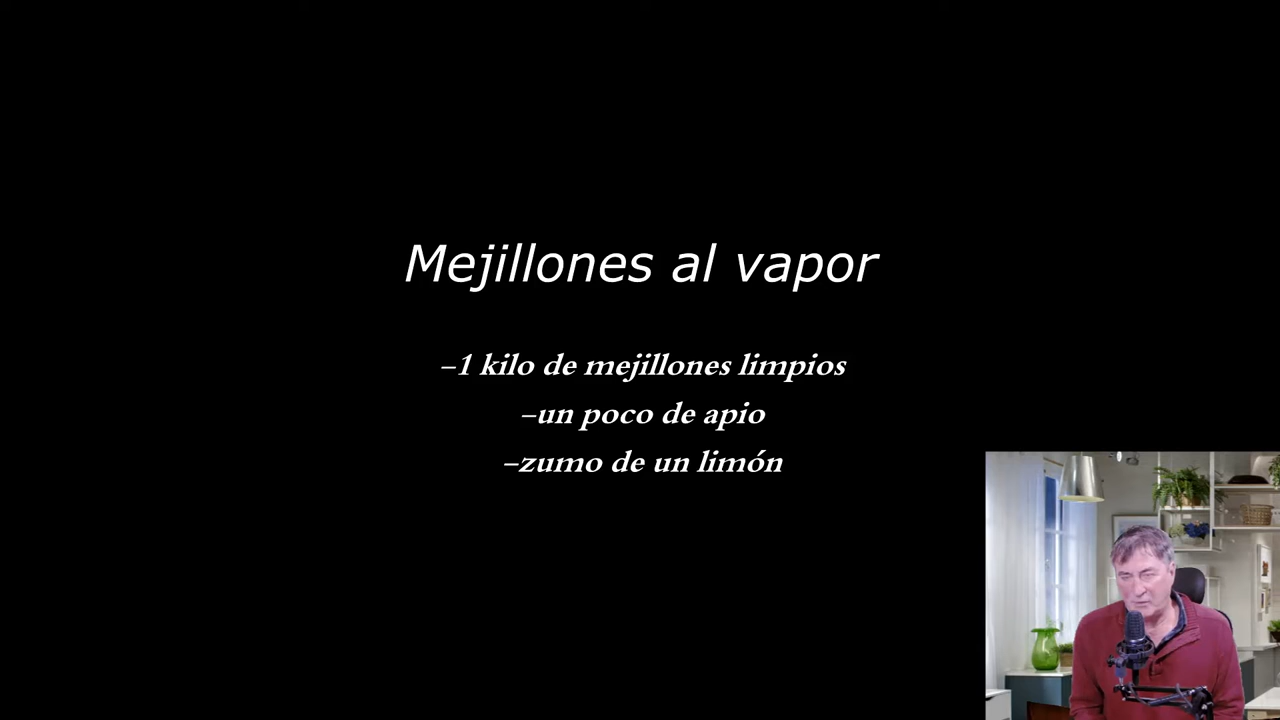 Mejillones al vapor
–1 kilo de mejillones limpios
–un poco de apio
–zumo de un limón